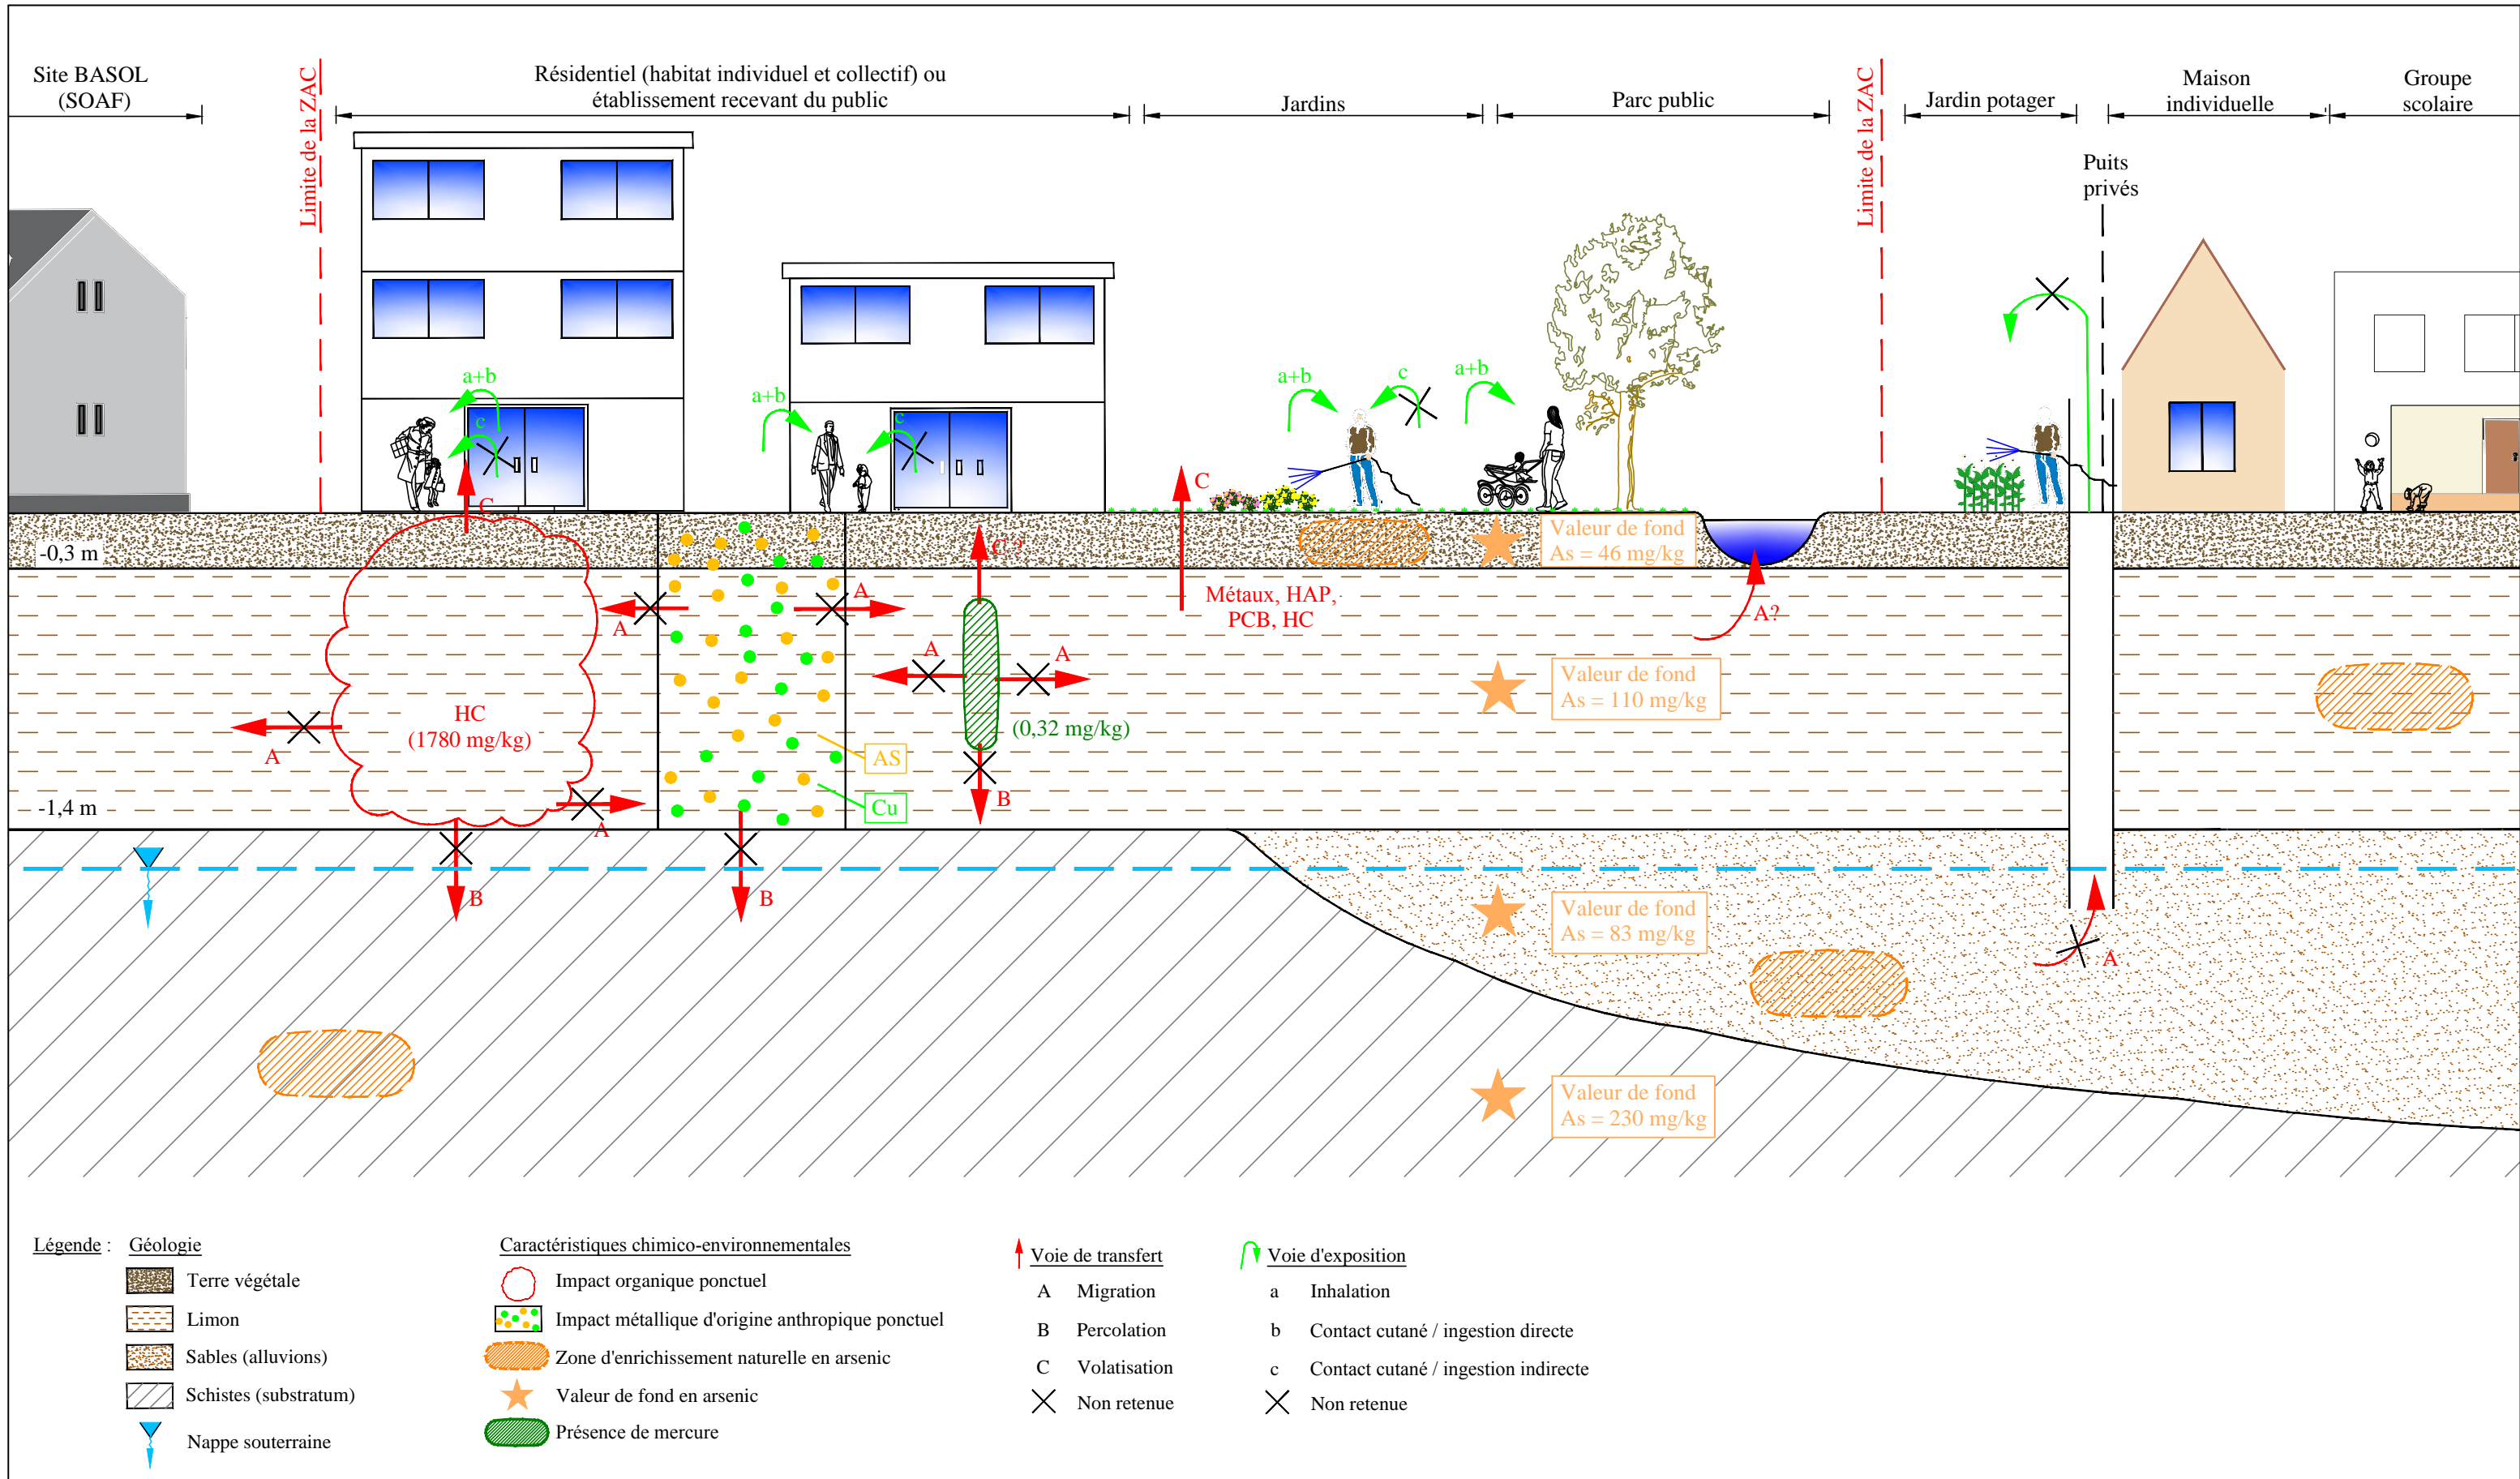 Site BASOL
(SOAF)
Limite de la ZAC
Résidentiel (habitat individuel et collectif) ou
établissement recevant du public
Jardins
Parc public
Limite de la ZAC
Jardin potager
Maison
individuelle
Groupe
scolaire
Puits
privés
a+b
c
a+b
c
a+b
c
a+b
C
C
-0,3 m
C ?
Valeur de fond
As = 46 mg/kg
A
A
Métaux, HAP,
PCB, HC
A?
A
A
Valeur de fond
As = 110 mg/kg
HC
(1780 mg/kg)
(0,32 mg/kg)
A
AS
Cu
B
-1,4 m
A
B
B
Valeur de fond
As = 83 mg/kg
A
Valeur de fond
As = 230 mg/kg
Légende :
Géologie
Terre végétale
Limon
Sables (alluvions)
Schistes (substratum)
Nappe souterraine
Caractéristiques chimico-environnementales
Impact organique ponctuel
Impact métallique d'origine anthropique ponctuel
Zone d'enrichissement naturelle en arsenic
Valeur de fond en arsenic
Présence de mercure
Voie de transfert
A Migration
B Percolation
C Volatisation
Non retenue
Voie d'exposition
a Inhalation
b Contact cutané / ingestion directe
c Contact cutané / ingestion indirecte
Non retenue